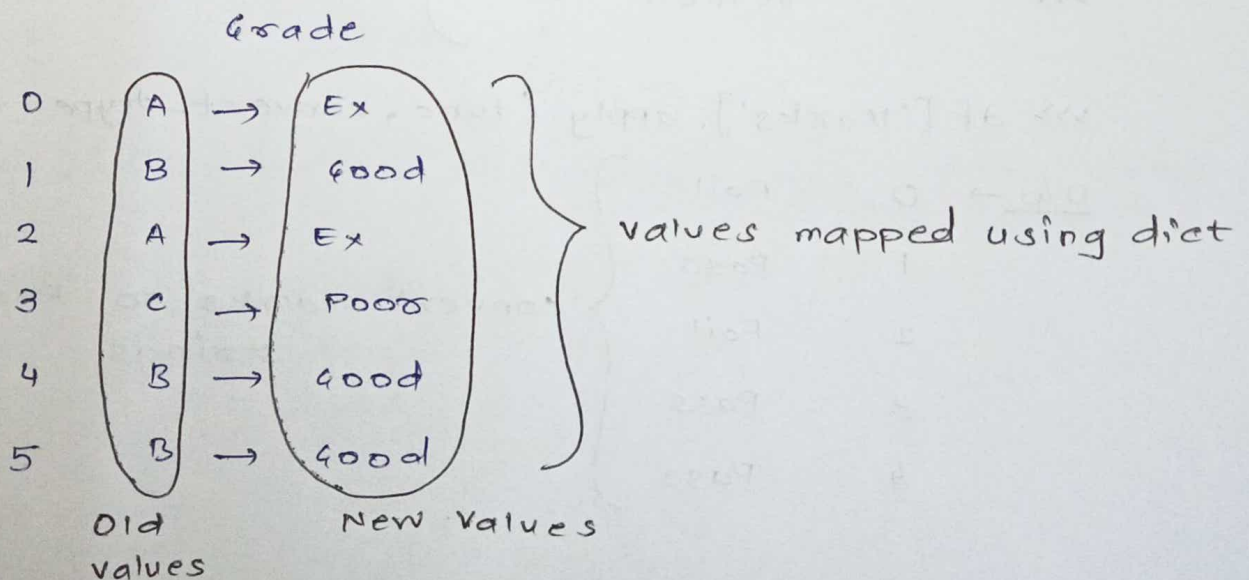 Grade
0 A → Ex
1 B → Good
2 A → Ex
3 C → Poor
4 B → Good
5 B → Good
values mapped using dict
Old values
New values